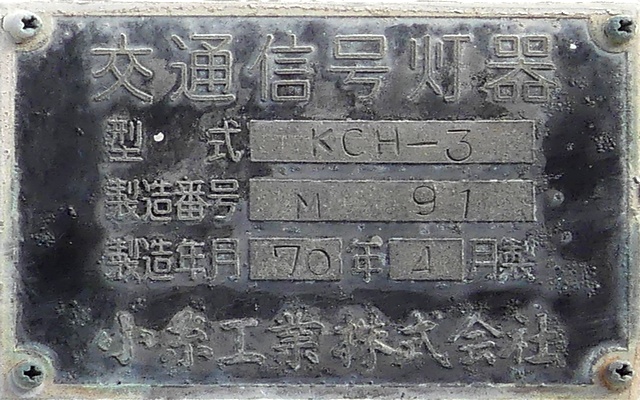 交通信号灯器
型式 KCH-3
製造番号 M 91
製造年月 70年 4月製
小糸工業株式会社